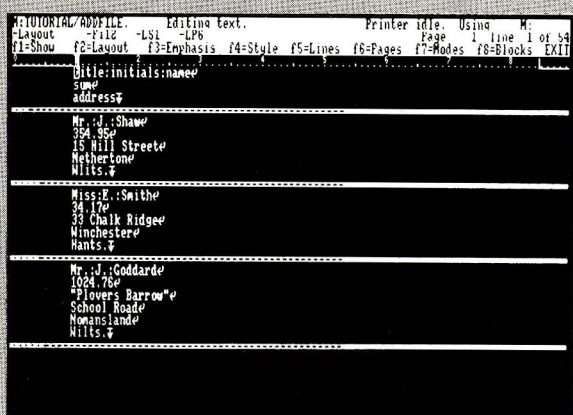 M:TUTORIAL/ADDFILE. Editing text. Printer idle. Using M:
-Layout -Pi12 -LS1 -LP6 Page 1 line 1 of 54
f1=Show f2=Layout f3=Emphasis f4=Style f5=Lines f6=Pages f7=Modes f8=Blocks EXIT
title:initials:name
sum
address
Mr.:J.:Shaw
354.95
15 Hill Street
Nethertone
Wlits.
Miss:E.:Smith
34.17
33 Chalk Ridge
Winchester
Hants.
Mr.:J.:Goddard
1024.76
"Plovers Barrow"
School Road
Nomansland
Wilts.